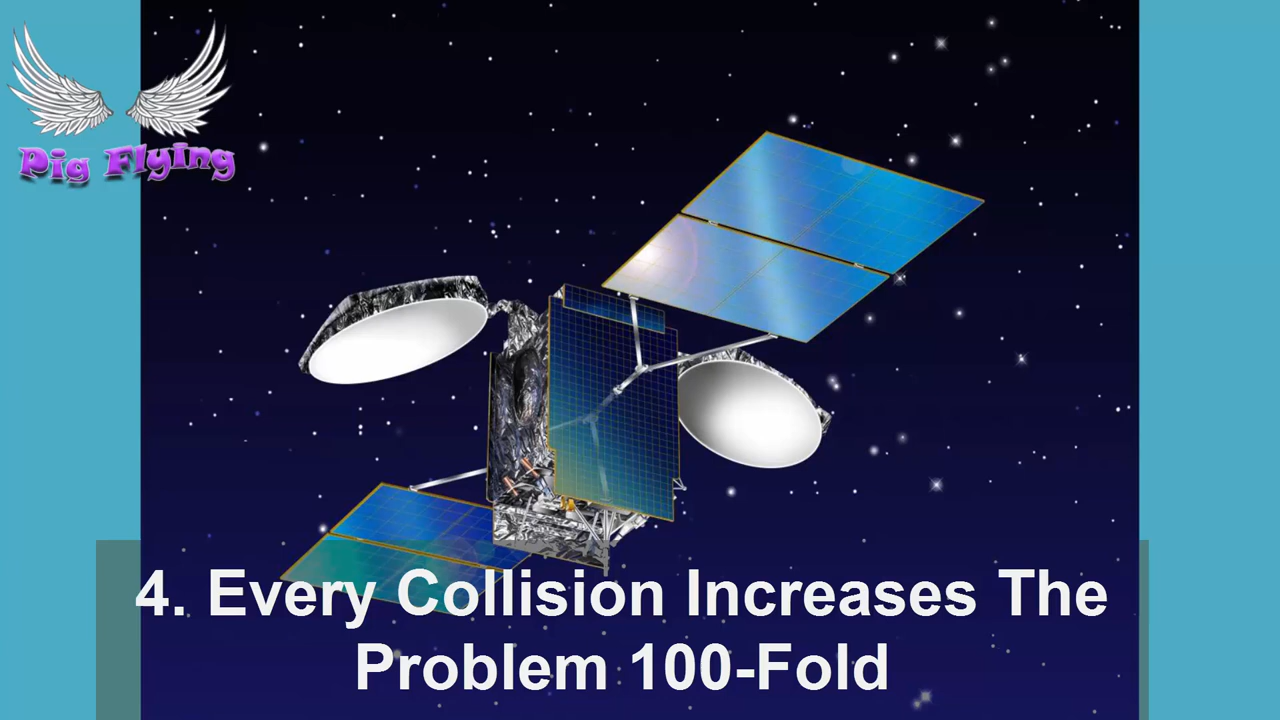 Pig Flying
4. Every Collision Increases The
Problem 100-Fold